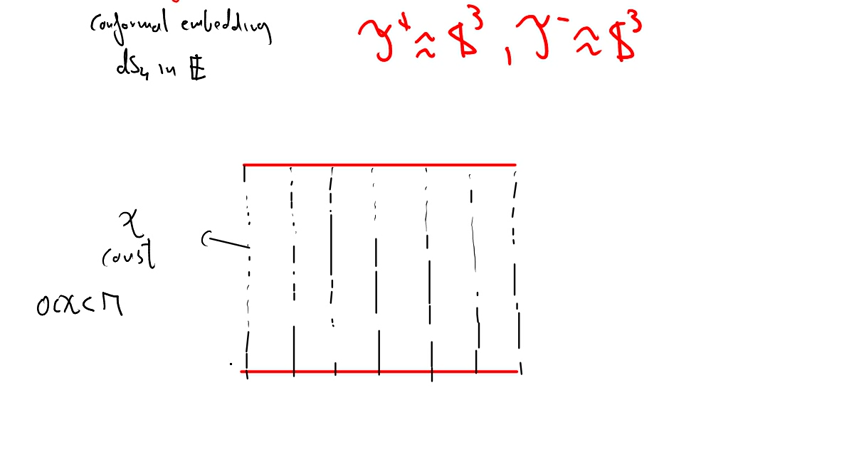 conformal embedding
dS₄ in 𝔼
𝒥⁺ ≈ 𝕊³, 𝒥⁻ ≈ 𝕊³
χ
const
0<χ<π